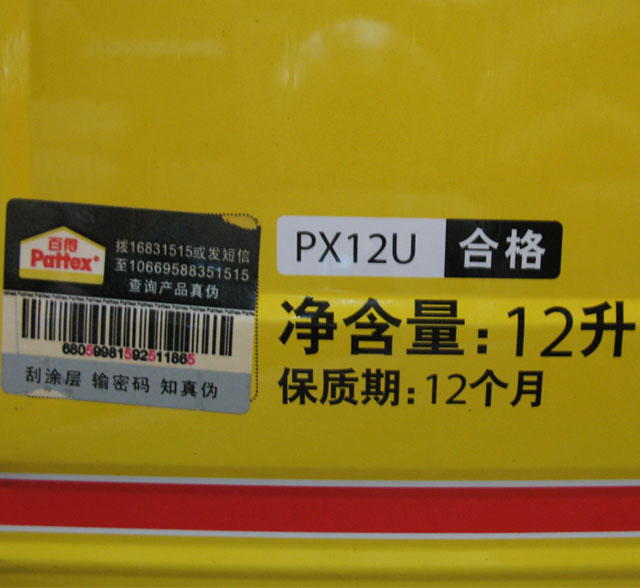 百得
Pattex
拨16831515或发短信
至10669588351515
查询产品真伪
68059981592511865
刮涂层 输密码 知真伪
PX12U 合格
净含量:12升
保质期:12个月